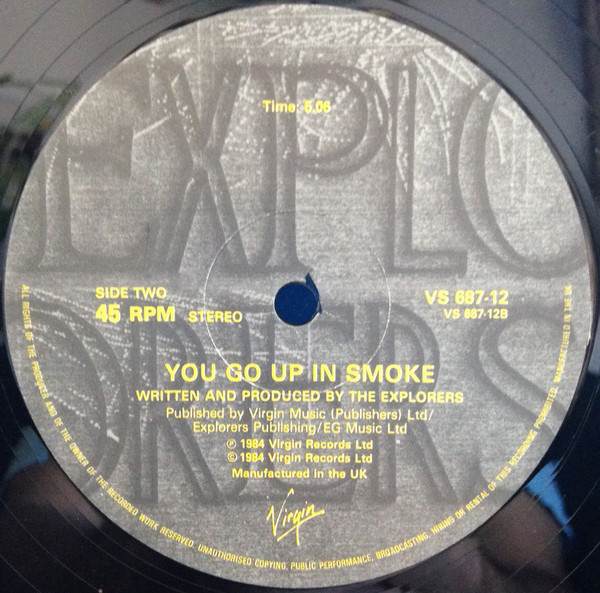 EXPLO
RERS
Time: 5.06
SIDE TWO
45 RPM STEREO
VS 687-12
VS 687-12B
YOU GO UP IN SMOKE
WRITTEN AND PRODUCED BY THE EXPLORERS
Published by Virgin Music (Publishers) Ltd/
Explorers Publishing/EG Music Ltd
℗ 1984 Virgin Records Ltd
© 1984 Virgin Records Ltd
Manufactured in the UK
Virgin
ALL RIGHTS OF THE PRODUCER AND OF THE OWNER OF THE RECORDED WORK RESERVED. UNAUTHORISED COPYING, PUBLIC PERFORMANCE, BROADCASTING, HIRING OR RENTAL OF THIS RECORDING PROHIBITED. MANUFACTURED IN THE UK